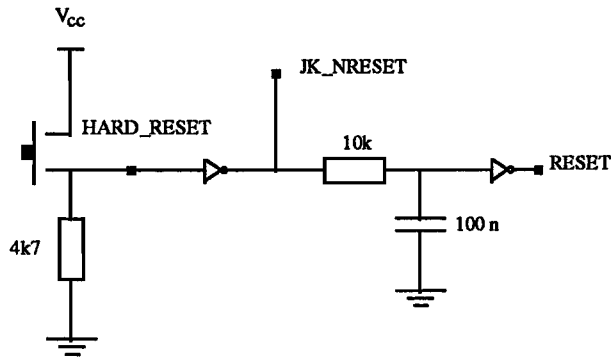 Vcc
JK_NRESET
HARD_RESET
10k
RESET
4k7
100 n